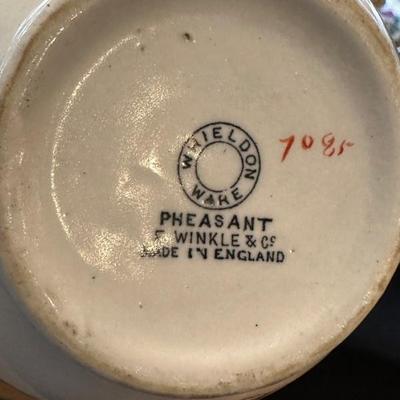 WHIELDON
WARE
PHEASANT
F. WINKLE & Co
MADE IN ENGLAND
7085